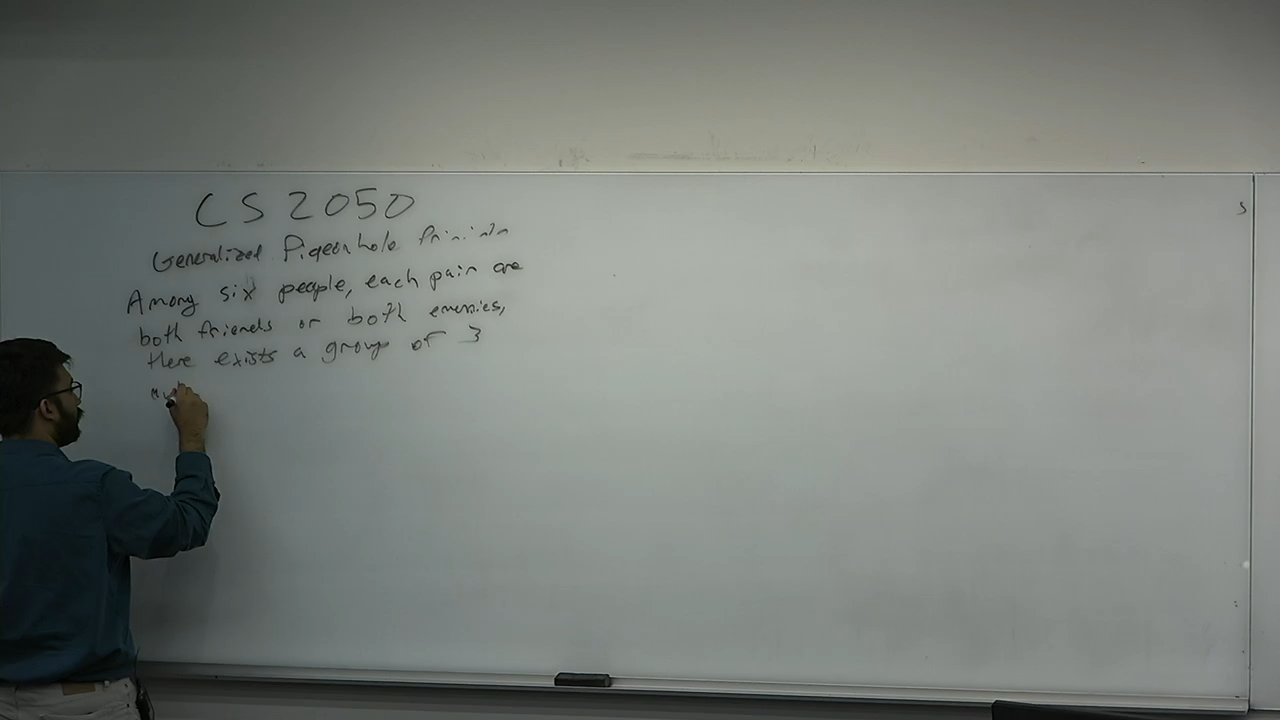 CS 2050
Generalized Pigeonhole
Among six people, each pair are
both friends or both enemies,
there exists a group of 3